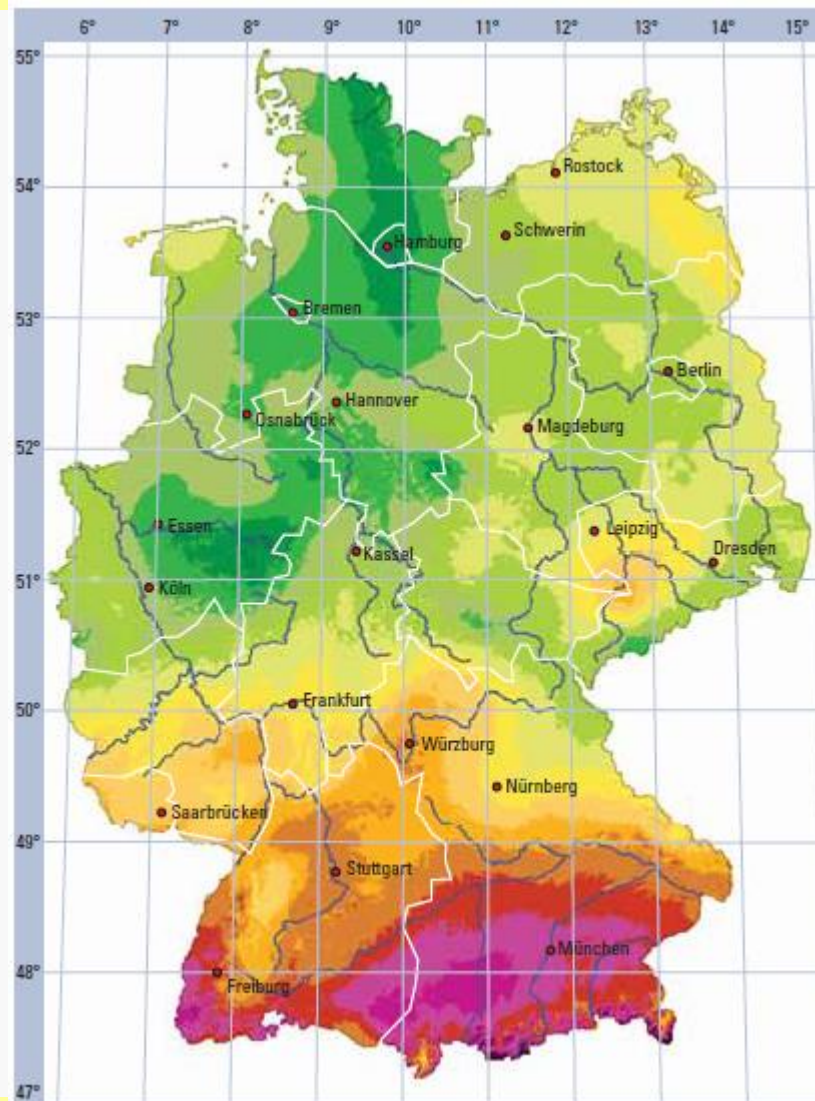 6° 7° 8° 9° 10° 11° 12° 13° 14° 15°
55°
Rostock
54°
Schwerin
Hamburg
Bremen
53°
Berlin
Hannover
Osnabrück
Magdeburg
52°
Essen
Leipzig
Kassel
Dresden
51°
Köln
Frankfurt
50°
Würzburg
Nürnberg
Saarbrücken
49°
Stuttgart
München
48°
Freiburg
47°